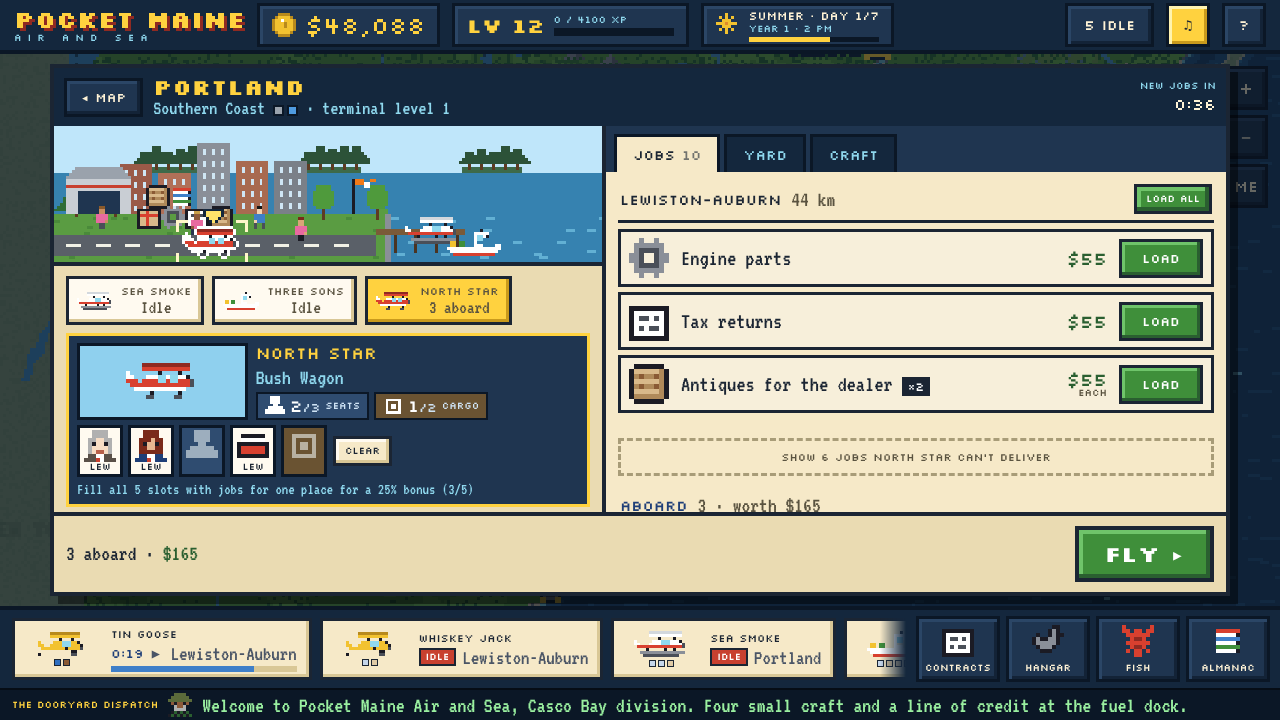 POCKET MAINE
AIR AND SEA
$48,088
LV 12
0 / 4100 XP
SUMMER · DAY 1/7
YEAR 1 · 2 PM
5 IDLE
♫
?
◂ MAP
PORTLAND
Southern Coast · terminal level 1
NEW JOBS IN
0:36
+
-
ME
JOBS 10
YARD
CRAFT
LEWISTON-AUBURN 44 km
LOAD ALL
Engine parts
$55
LOAD
Tax returns
$55
LOAD
Antiques for the dealer ×2
$55
EACH
LOAD
SHOW 6 JOBS NORTH STAR CAN'T DELIVER
ABOARD 3 · worth $165
SEA SMOKE
Idle
THREE SONS
Idle
NORTH STAR
3 aboard
NORTH STAR
Bush Wagon
2/3 SEATS
1/2 CARGO
LEW
LEW
LEW
CLEAR
Fill all 5 slots with jobs for one place for a 25% bonus (3/5)
3 aboard · $165
FLY ▸
TIN GOOSE
0:19 ▸ Lewiston-Auburn
WHISKEY JACK
IDLE Lewiston-Auburn
SEA SMOKE
IDLE Portland
CONTRACTS
HANGAR
FISH
ALMANAC
THE DOORYARD DISPATCH
Welcome to Pocket Maine Air and Sea, Casco Bay division. Four small craft and a line of credit at the fuel dock.